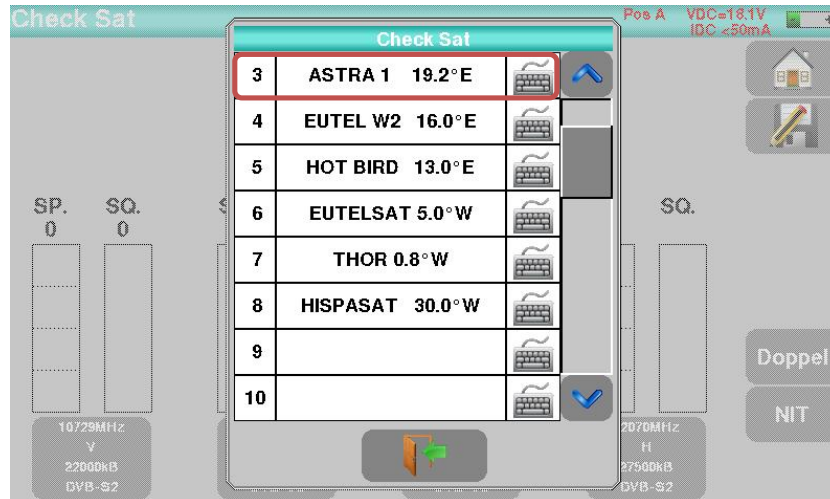 Check Sat
Pos A
VDC=18.1V
IDC <50mA
Check Sat
3 ASTRA 1 19.2°E
4 EUTEL W2 16.0°E
5 HOT BIRD 13.0°E
6 EUTELSAT 5.0°W
7 THOR 0.8°W
8 HISPASAT 30.0°W
9
10
SP. SQ.
0 0
SQ.
Doppel
NIT
10729MHz
V
22000kB
DVB-S2
2070MHz
H
27500kB
DVB-S2